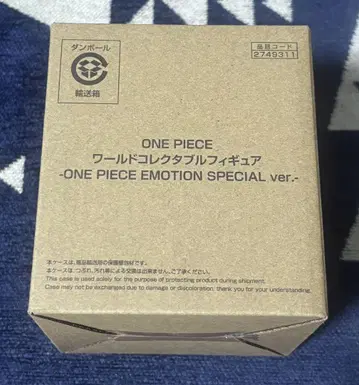 ダンボール
輸送箱
品目コード
2749311
ONE PIECE
ワールドコレクタブルフィギュア
-ONE PIECE EMOTION SPECIAL ver.-
本ケースは、商品輸送用の保護梱包材です。
本ケースは、つぶれ、汚れ等による交換は出来ません。ご了承ください。
This case is used solely for the purpose of protecting product during shipment.
Case may not be exchanged due to damage or discoloration, thank you for your understanding.